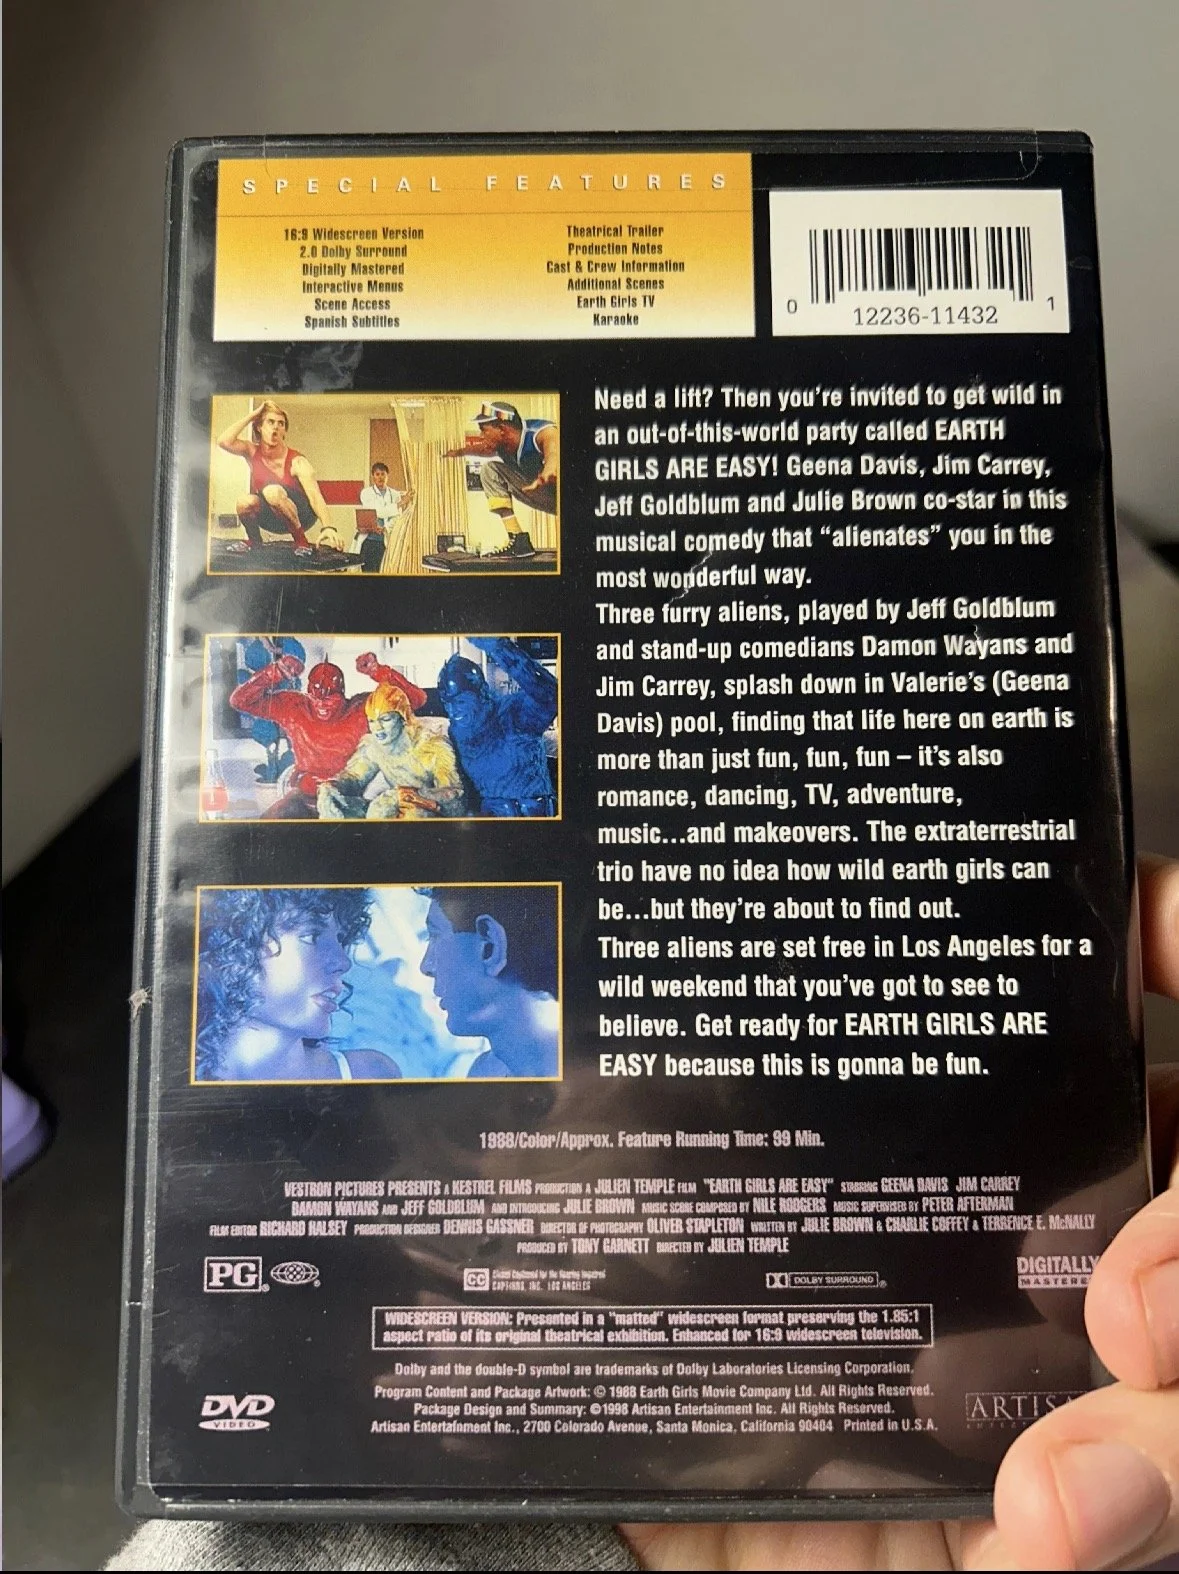 SPECIAL FEATURES
16:9 Widescreen Version
2.0 Dolby Surround
Digitally Mastered
Interactive Menus
Scene Access
Spanish Subtitles
Theatrical Trailer
Production Notes
Cast & Crew Information
Additional Scenes
Earth Girls TV
Karaoke
0 12236-11432 1
Need a lift? Then you're invited to get wild in
an out-of-this-world party called EARTH
GIRLS ARE EASY! Geena Davis, Jim Carrey,
Jeff Goldblum and Julie Brown co-star in this
musical comedy that "alienates" you in the
most wonderful way.
Three furry aliens, played by Jeff Goldblum
and stand-up comedians Damon Wayans and
Jim Carrey, splash down in Valerie's (Geena
Davis) pool, finding that life here on earth is
more than just fun, fun, fun – it's also
romance, dancing, TV, adventure,
music...and makeovers. The extraterrestrial
trio have no idea how wild earth girls can
be...but they're about to find out.
Three aliens are set free in Los Angeles for a
wild weekend that you've got to see to
believe. Get ready for EARTH GIRLS ARE
EASY because this is gonna be fun.
1988/Color/Approx. Feature Running Time: 99 Min.
VESTRON PICTURES PRESENTS A KESTREL FILMS PRODUCTION A JULIEN TEMPLE FILM "EARTH GIRLS ARE EASY" STARRING GEENA DAVIS JIM CARREY
DAMON WAYANS AND JEFF GOLDBLUM AND INTRODUCING JULIE BROWN MUSIC SCORE COMPOSED BY NILE RODGERS MUSIC SUPERVISED BY PETER AFTERMAN
FILM EDITOR RICHARD HALSEY PRODUCTION DESIGNER DENNIS GASSNER DIRECTOR OF PHOTOGRAPHY OLIVER STAPLETON WRITTEN BY JULIE BROWN & CHARLIE COFFEY & TERRENCE E. McNALLY
PRODUCED BY TONY GARNETT DIRECTED BY JULIEN TEMPLE
PG®
CC Closed Captioned for the Hearing Impaired
CAPTIONS, INC. LOS ANGELES
DOLBY SURROUND®
DIGITALLY
MASTERE
WIDESCREEN VERSION: Presented in a "matted" widescreen format preserving the 1.85:1
aspect ratio of its original theatrical exhibition. Enhanced for 16:9 widescreen television.
Dolby and the double-D symbol are trademarks of Dolby Laboratories Licensing Corporation.
Program Content and Package Artwork: © 1988 Earth Girls Movie Company Ltd. All Rights Reserved.
Package Design and Summary: ©1998 Artisan Entertainment Inc. All Rights Reserved.
Artisan Entertainment Inc., 2700 Colorado Avenue, Santa Monica, California 90404 Printed in U.S.A.
DVD
VIDEO
ARTIS